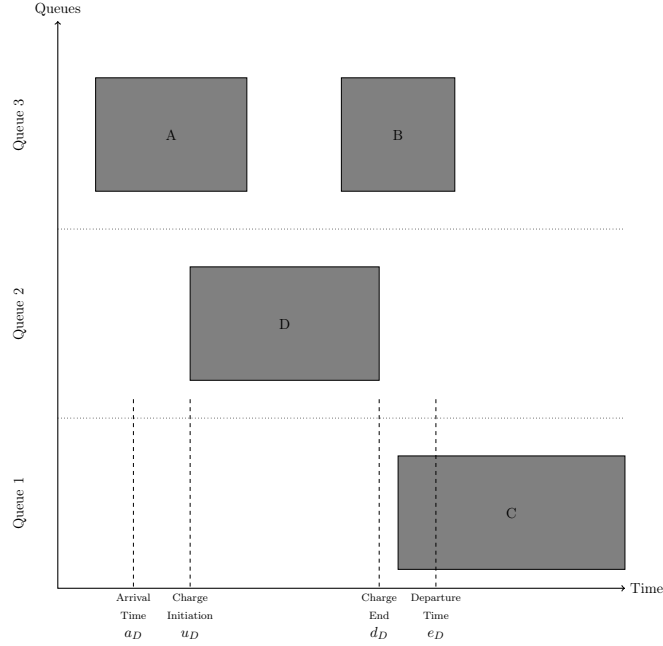 Queues
Queue 3
A
B
Queue 2
D
Queue 1
C
Time
Arrival
Time
a_D
Charge
Initiation
u_D
Charge
End
d_D
Departure
Time
e_D